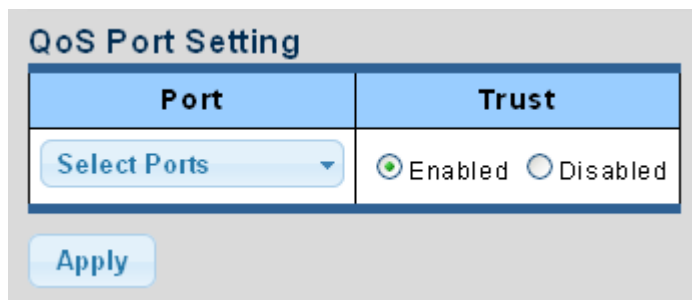 QoS Port Setting
Port Trust
Select Ports Enabled Disabled
Apply